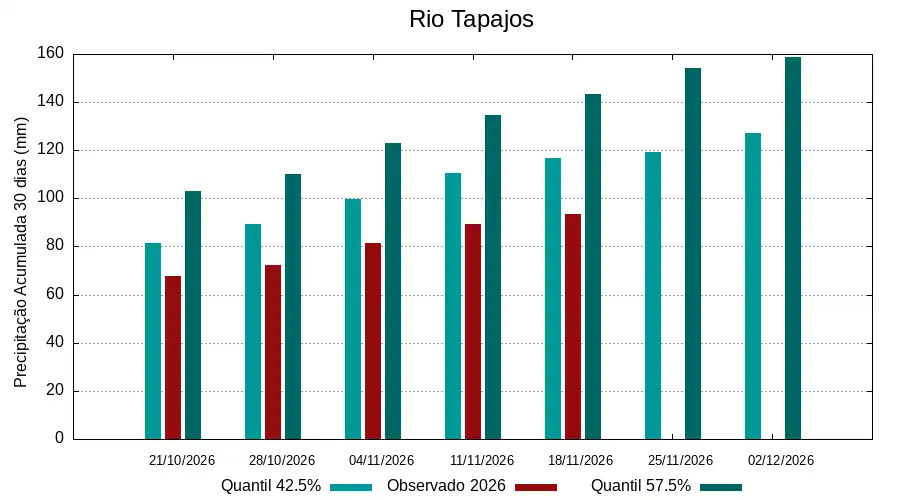 Rio Tapajos
Precipitação Acumulada 30 dias (mm)
160
140
120
100
80
60
40
20
0
21/10/2026 28/10/2026 04/11/2026 11/11/2026 18/11/2026 25/11/2026 02/12/2026
Quantil 42.5% Observado 2026 Quantil 57.5%